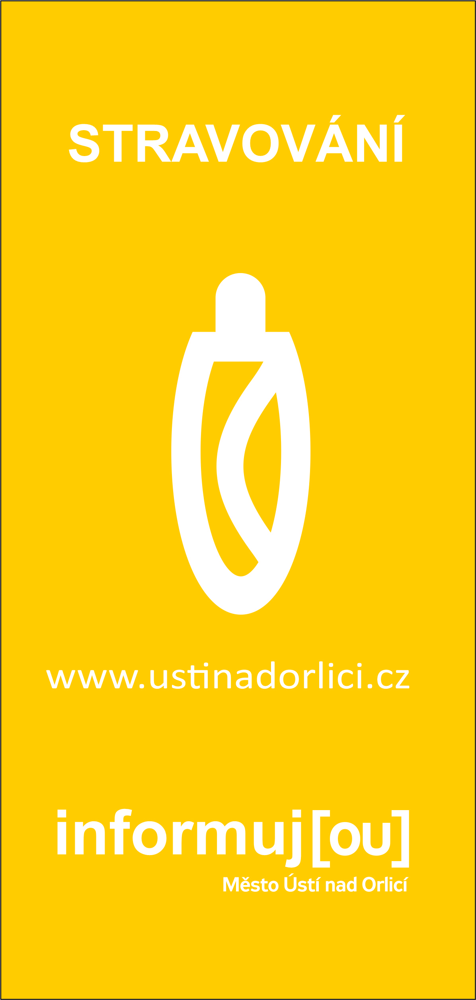 STRAVOVÁNÍ
www.ustinadorlici.cz
informuj[ou]
Město Ústí nad Orlicí